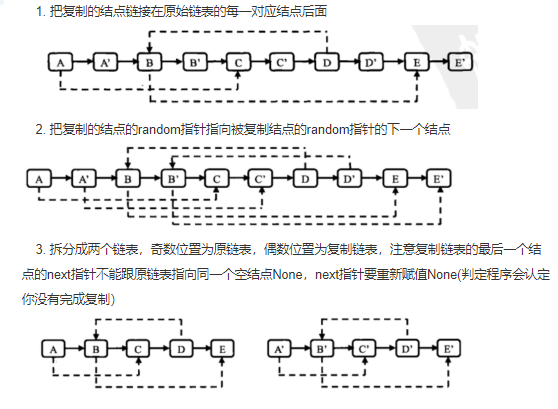 1. 把复制的结点链接在原始链表的每一对应结点后面
A A' B B' C C' D D' E E'
2. 把复制的结点的random指针指向被复制结点的random指针的下一个结点
A A' B B' C C' D D' E E'
3. 拆分成两个链表，奇数位置为原链表，偶数位置为复制链表，注意复制链表的最后一个结
点的next指针不能跟原链表指向同一个空结点None，next指针要重新赋值None(判定程序会认定
你没有完成复制)
A B C D E A' B' C' D' E'